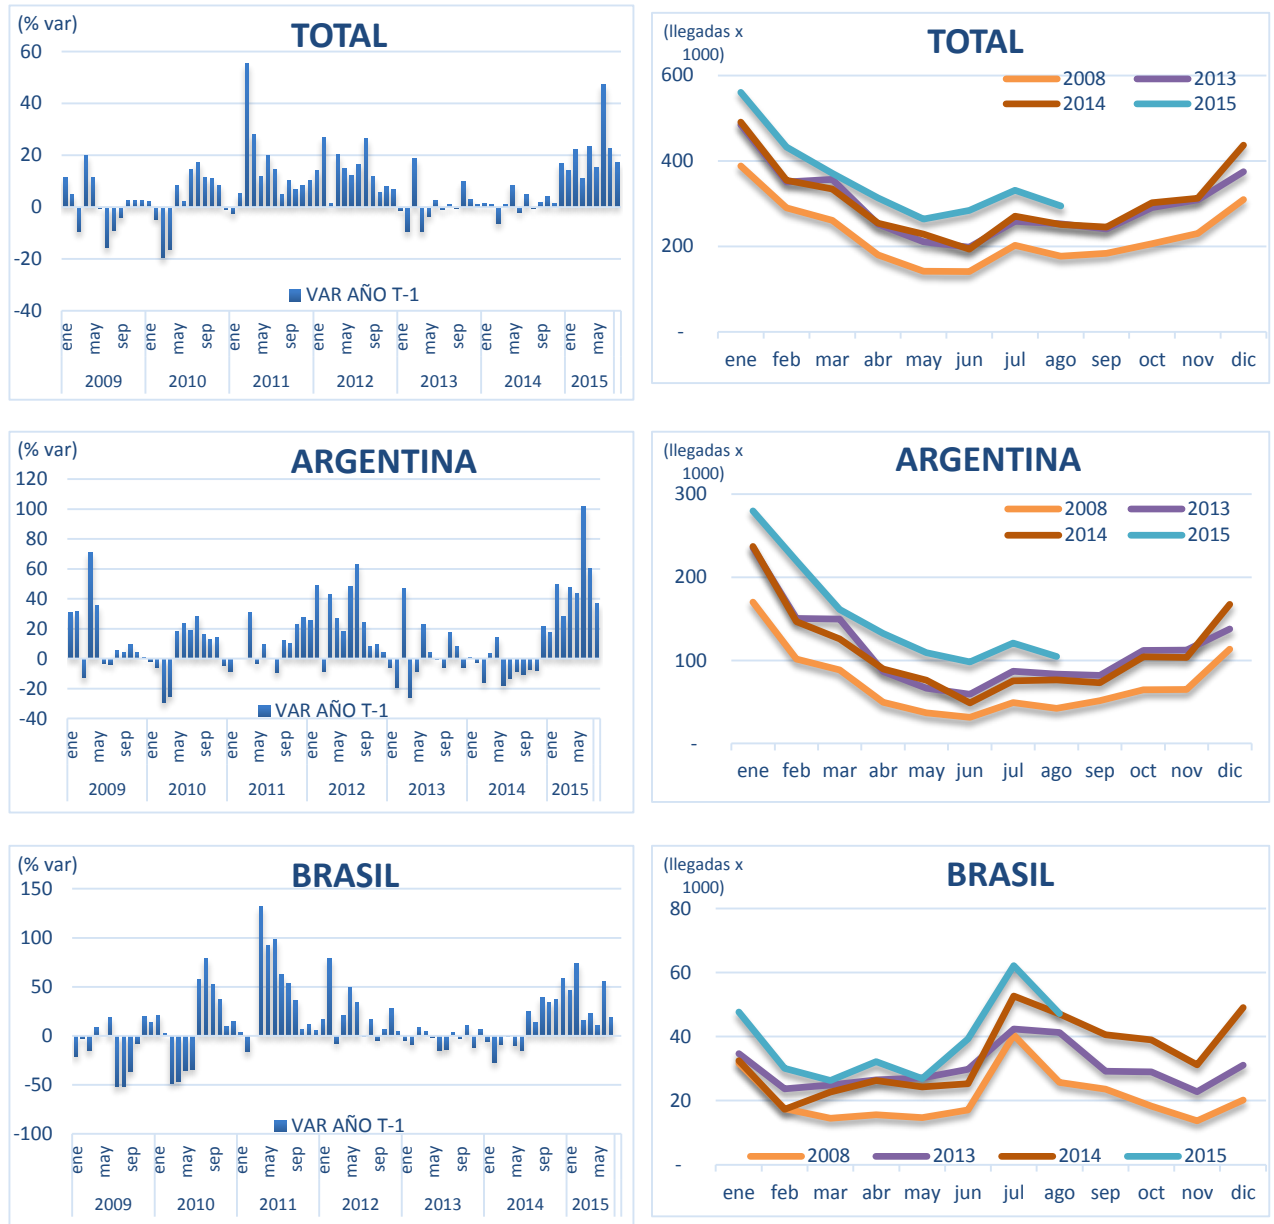 (% var)
TOTAL
60
40
20
0
-20
-40
VAR AÑO T-1
ene may sep ene may sep ene may sep ene may sep ene may sep ene may sep ene may
2009 2010 2011 2012 2013 2014 2015
(llegadas x
1000)
TOTAL
600
400
200
-
2008 2013
2014 2015
ene feb mar abr may jun jul ago sep oct nov dic
(% var)
ARGENTINA
120
100
80
60
40
20
0
-20
-40
VAR AÑO T-1
ene may sep ene may sep ene may sep ene may sep ene may sep ene may sep ene may
2009 2010 2011 2012 2013 2014 2015
(llegadas x
1000)
ARGENTINA
300
200
100
-
2008 2013
2014 2015
ene feb mar abr may jun jul ago sep oct nov dic
(% var)
BRASIL
150
100
50
0
-50
-100
VAR AÑO T-1
ene may sep ene may sep ene may sep ene may sep ene may sep ene may sep ene may
2009 2010 2011 2012 2013 2014 2015
(llegadas x
1000)
BRASIL
80
60
40
20
-
2008 2013 2014 2015
ene feb mar abr may jun jul ago sep oct nov dic